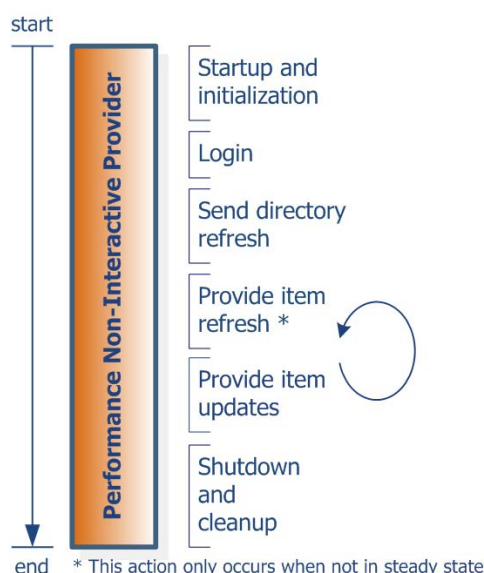 start
Performance Non-Interactive Provider
Startup and
initialization
Login
Send directory
refresh
Provide item
refresh *
Provide item
updates
Shutdown
and
cleanup
end
* This action only occurs when not in steady state